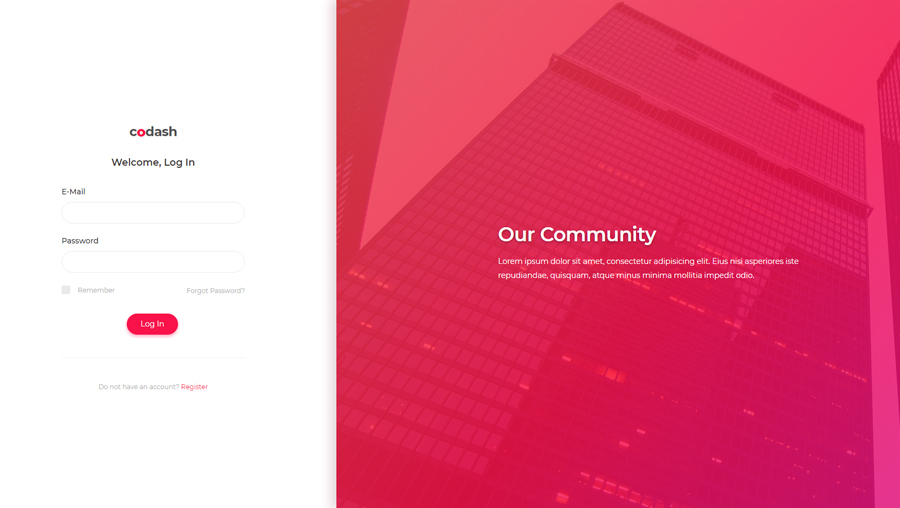 codash
Welcome, Log In
E-Mail
Password
Remember
Forgot Password?
Log In
Do not have an account? Register
Our Community
Lorem ipsum dolor sit amet, consectetur adipisicing elit. Eius nisi asperiores iste
repudiandae, quisquam, atque minus minima mollitia impedit odio.